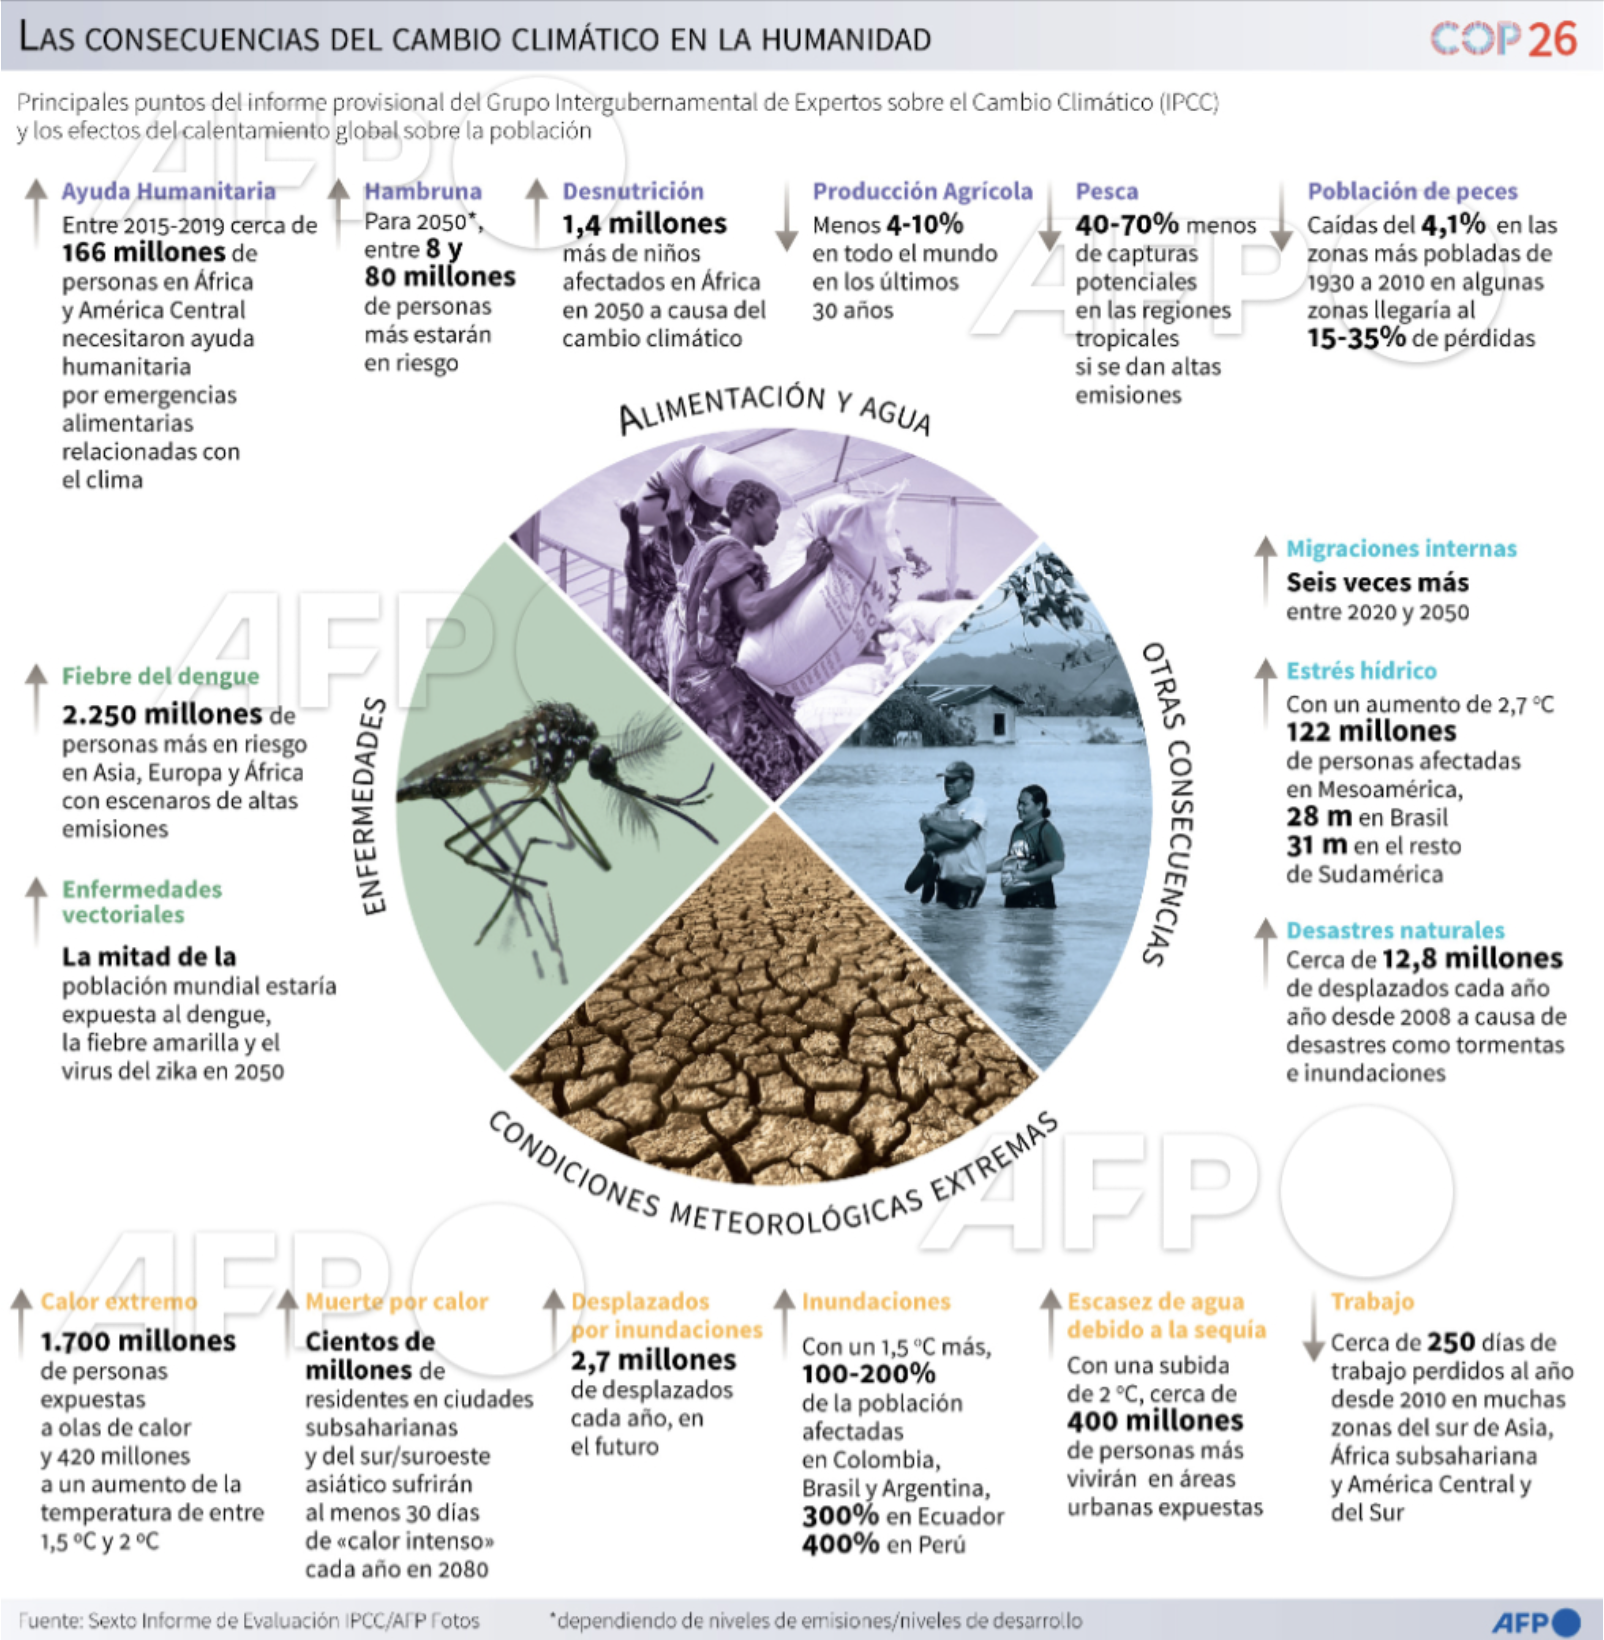 LAS CONSECUENCIAS DEL CAMBIO CLIMÁTICO EN LA HUMANIDAD
COP26
Principales puntos del informe provisional del Grupo Intergubernamental de Expertos sobre el Cambio Climático (IPCC)
y los efectos del calentamiento global sobre la población
Ayuda Humanitaria
Entre 2015-2019 cerca de
166 millones de
personas en África
y América Central
necesitaron ayuda
humanitaria
por emergencias
alimentarias
relacionadas con
el clima
Hambruna
Para 2050*,
entre 8 y
80 millones
de personas
más estarán
en riesgo
Desnutrición
1,4 millones
más de niños
afectados en África
en 2050 a causa del
cambio climático
Producción Agrícola
Menos 4-10%
en todo el mundo
en los últimos
30 años
Pesca
40-70% menos
de capturas
potenciales
en las regiones
tropicales
si se dan altas
emisiones
Población de peces
Caídas del 4,1% en las
zonas más pobladas de
1930 a 2010 en algunas
zonas llegaría al
15-35% de pérdidas
ALIMENTACIÓN Y AGUA
Migraciones internas
Seis veces más
entre 2020 y 2050
Estrés hídrico
Con un aumento de 2,7 ºC
122 millones
de personas afectadas
en Mesoamérica,
28 m en Brasil
31 m en el resto
de Sudamérica
Desastres naturales
Cerca de 12,8 millones
de desplazados cada año
año desde 2008 a causa de
desastres como tormentas
e inundaciones
OTRAS CONSECUENCIAS
Fiebre del dengue
2.250 millones de
personas más en riesgo
en Asia, Europa y África
con escenaros de altas
emisiones
Enfermedades
vectoriales
La mitad de la
población mundial estaría
expuesta al dengue,
la fiebre amarilla y el
virus del zika en 2050
ENFERMEDADES
CONDICIONES METEOROLÓGICAS EXTREMAS
Calor extremo
1.700 millones
de personas
expuestas
a olas de calor
y 420 millones
a un aumento de la
temperatura de entre
1,5 ºC y 2 ºC
Muerte por calor
Cientos de
millones de
residentes en ciudades
subsaharianas
y del sur/suroeste
asiático sufrirán
al menos 30 días
de «calor intenso»
cada año en 2080
Desplazados
por inundaciones
2,7 millones
de desplazados
cada año, en
el futuro
Inundaciones
Con un 1,5 ºC más,
100-200%
de la población
afectadas
en Colombia,
Brasil y Argentina,
300% en Ecuador
400% en Perú
Escasez de agua
debido a la sequía
Con una subida
de 2 ºC, cerca de
400 millones
de personas más
vivirán en áreas
urbanas expuestas
Trabajo
Cerca de 250 días de
trabajo perdidos al año
desde 2010 en muchas
zonas del sur de Asia,
África subsahariana
y América Central y
del Sur
Fuente: Sexto Informe de Evaluación IPCC/AFP Fotos
*dependiendo de niveles de emisiones/niveles de desarrollo
AFP
AFP
AFP
AFP
AFP
AFP